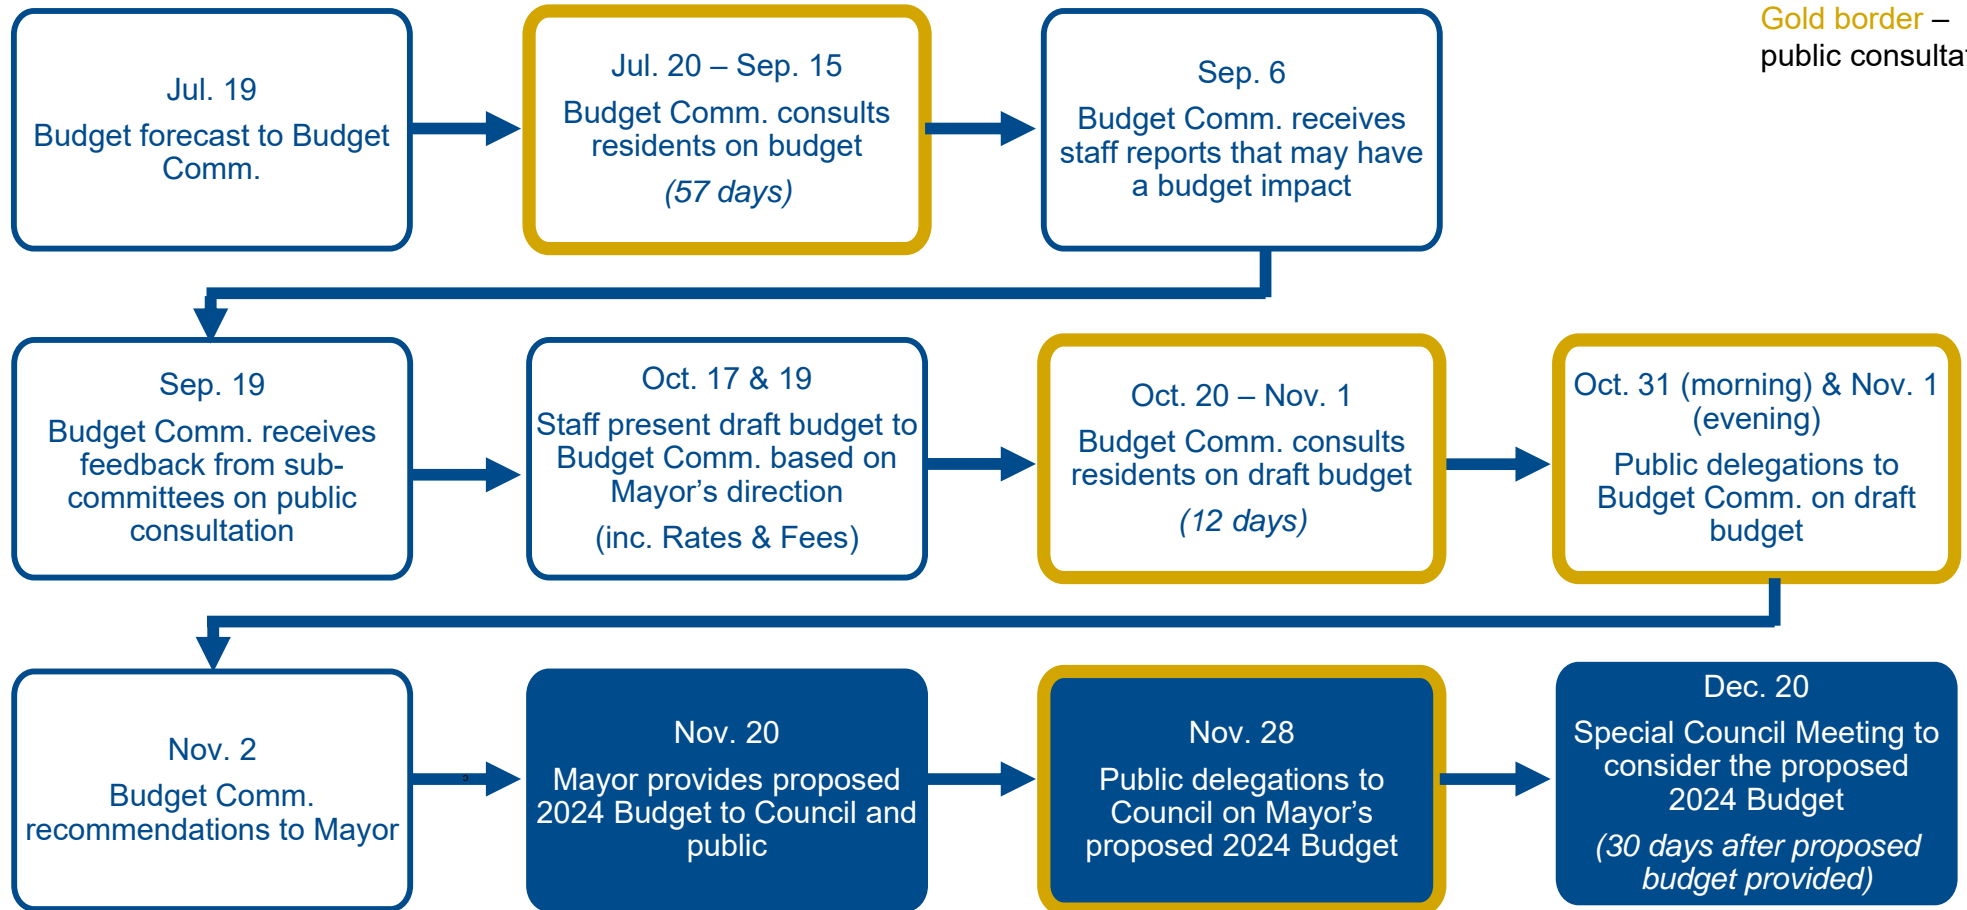 Gold border –
public consultat
Jul. 19
Budget forecast to Budget
Comm.
Jul. 20 – Sep. 15
Budget Comm. consults
residents on budget
(57 days)
Sep. 6
Budget Comm. receives
staff reports that may have
a budget impact
Sep. 19
Budget Comm. receives
feedback from sub-
committees on public
consultation
Oct. 17 & 19
Staff present draft budget to
Budget Comm. based on
Mayor’s direction
(inc. Rates & Fees)
Oct. 20 – Nov. 1
Budget Comm. consults
residents on draft budget
(12 days)
Oct. 31 (morning) & Nov. 1
(evening)
Public delegations to
Budget Comm. on draft
budget
Nov. 2
Budget Comm.
recommendations to Mayor
Nov. 20
Mayor provides proposed
2024 Budget to Council and
public
Nov. 28
Public delegations to
Council on Mayor’s
proposed 2024 Budget
Dec. 20
Special Council Meeting to
consider the proposed
2024 Budget
(30 days after proposed
budget provided)